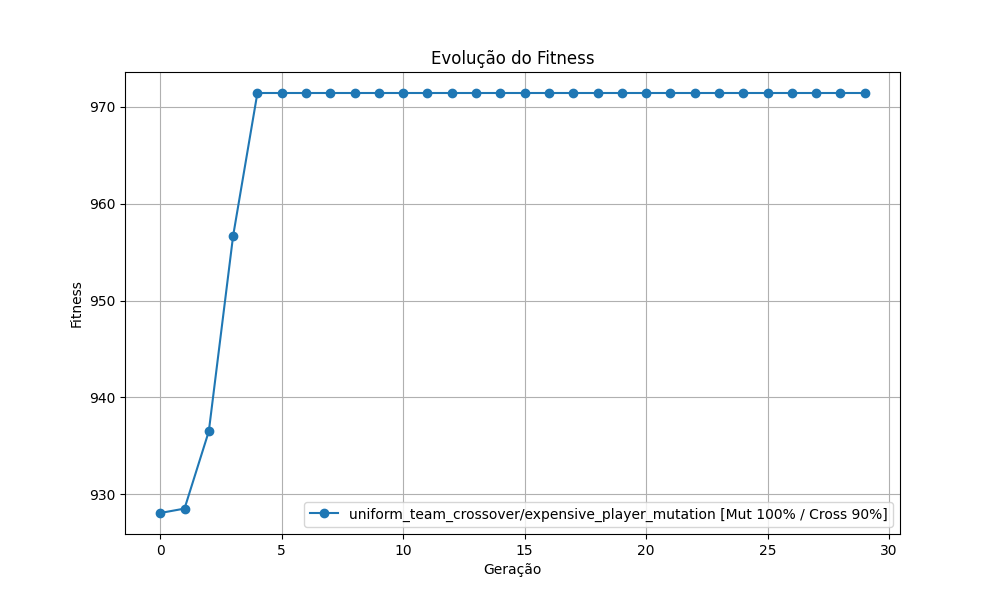 Evolução do Fitness
Fitness
970
960
950
940
930
uniform_team_crossover/expensive_player_mutation [Mut 100% / Cross 90%]
0 5 10 15 20 25 30
Geração